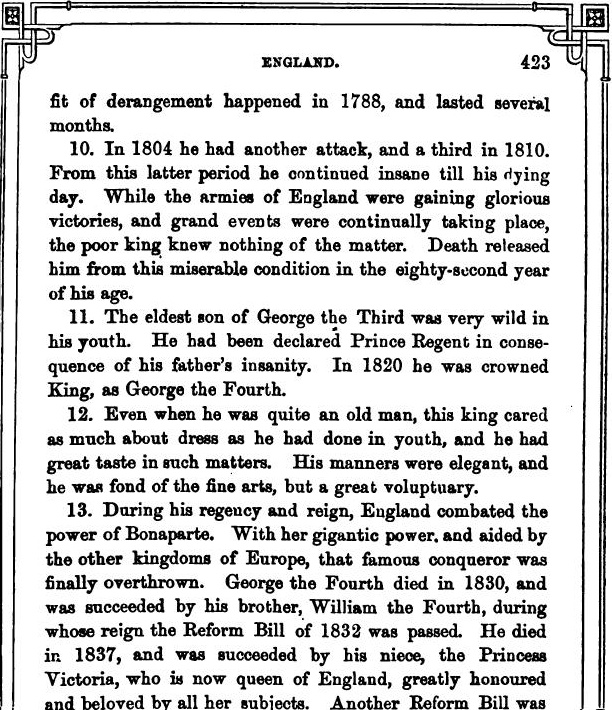 ENGLAND. 423
fit of derangement happened in 1788, and lasted several
months.
10. In 1804 he had another attack, and a third in 1810.
From this latter period he continued insane till his dying
day. While the armies of England were gaining glorious
victories, and grand events were continually taking place,
the poor king knew nothing of the matter. Death released
him from this miserable condition in the eighty-second year
of his age.
11. The eldest son of George the Third was very wild in
his youth. He had been declared Prince Regent in conse-
quence of his father's insanity. In 1820 he was crowned
King, as George the Fourth.
12. Even when he was quite an old man, this king cared
as much about dress as he had done in youth, and he had
great taste in such matters. His manners were elegant, and
he was fond of the fine arts, but a great voluptuary.
13. During his regency and reign, England combated the
power of Bonaparte. With her gigantic power, and aided by
the other kingdoms of Europe, that famous conqueror was
finally overthrown. George the Fourth died in 1830, and
was succeeded by his brother, William the Fourth, during
whose reign the Reform Bill of 1832 was passed. He died
in 1837, and was succeeded by his niece, the Princess
Victoria, who is now queen of England, greatly honoured
and beloved by all her subjects. Another Reform Bill was